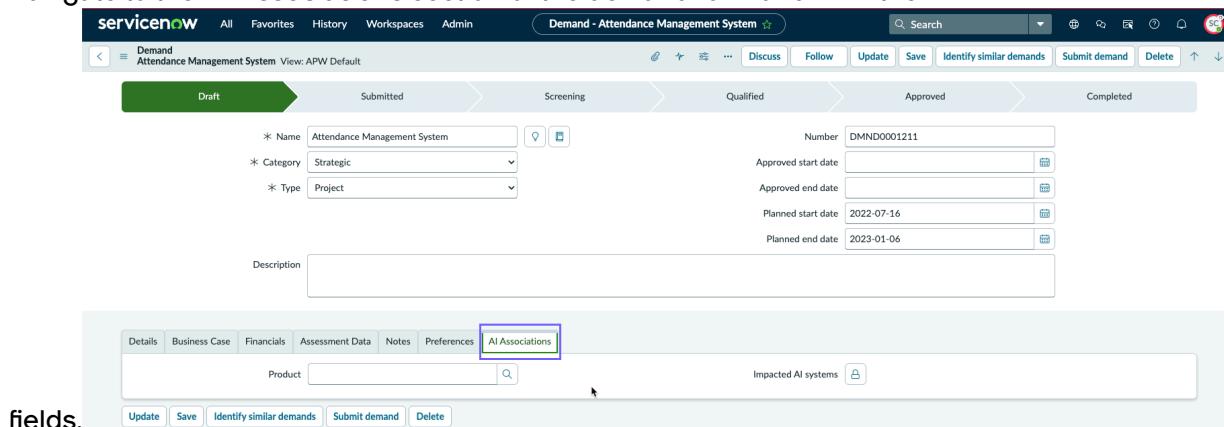 servicenow All Favorites History Workspaces Admin Demand - Attendance Management System Search SC
Demand
Attendance Management System View: APW Default Discuss Follow Update Save Identify similar demands Submit demand Delete
Draft Submitted Screening Qualified Approved Completed
Name Attendance Management System Number DMND0001211
Category Strategic Approved start date
Type Project Approved end date
Planned start date 2022-07-16
Planned end date 2023-01-06
Description
Details Business Case Financials Assessment Data Notes Preferences AI Associations
Product Impacted AI systems
fields. Update Save Identify similar demands Submit demand Delete